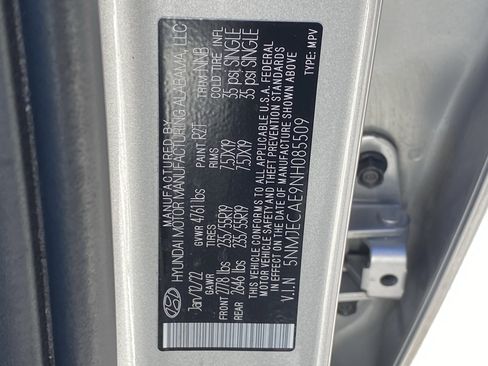 MANUFACTURED BY
HYUNDAI MOTOR MANUFACTURING ALABAMA, LLC
Jan/12/22 GVWR 4761 lbs PAINT R2T TRIM NNB
GAWR TIRES RIMS COLD TIRE INFL
FRONT 2778 lbs 235/55R19 7.5JX19 35 psi, SINGLE
REAR 2646 lbs 235/55R19 7.5JX19 35 psi, SINGLE
THIS VEHICLE CONFORMS TO ALL APPLICABLE U.S.A. FEDERAL
MOTOR VEHICLE SAFETY, BUMPER, AND THEFT PREVENTION STANDARDS
IN EFFECT ON THE DATE OF MANUFACTURE SHOWN ABOVE
V.I.N 5NMJECAE9NH085509 TYPE: MPV